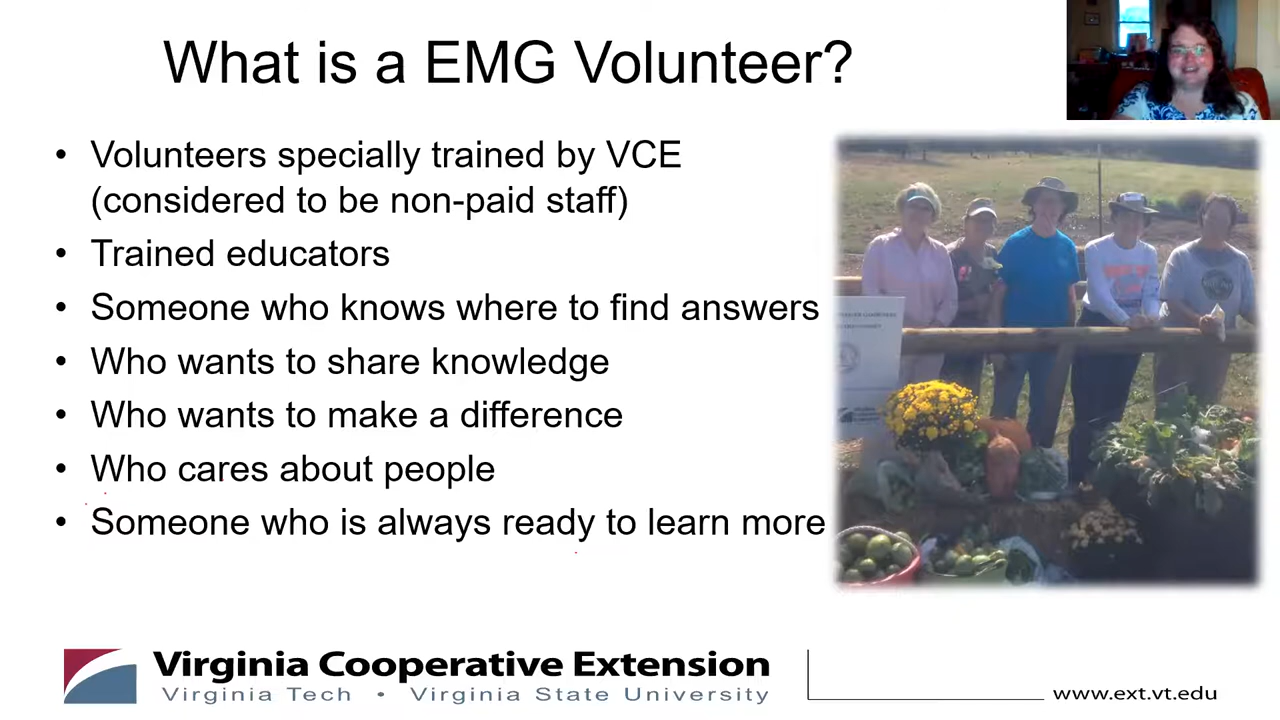 What is a EMG Volunteer?
• Volunteers specially trained by VCE
(considered to be non-paid staff)
• Trained educators
• Someone who knows where to find answers
• Who wants to share knowledge
• Who wants to make a difference
• Who cares about people
• Someone who is always ready to learn more
Virginia Cooperative Extension
Virginia Tech • Virginia State University
www.ext.vt.edu